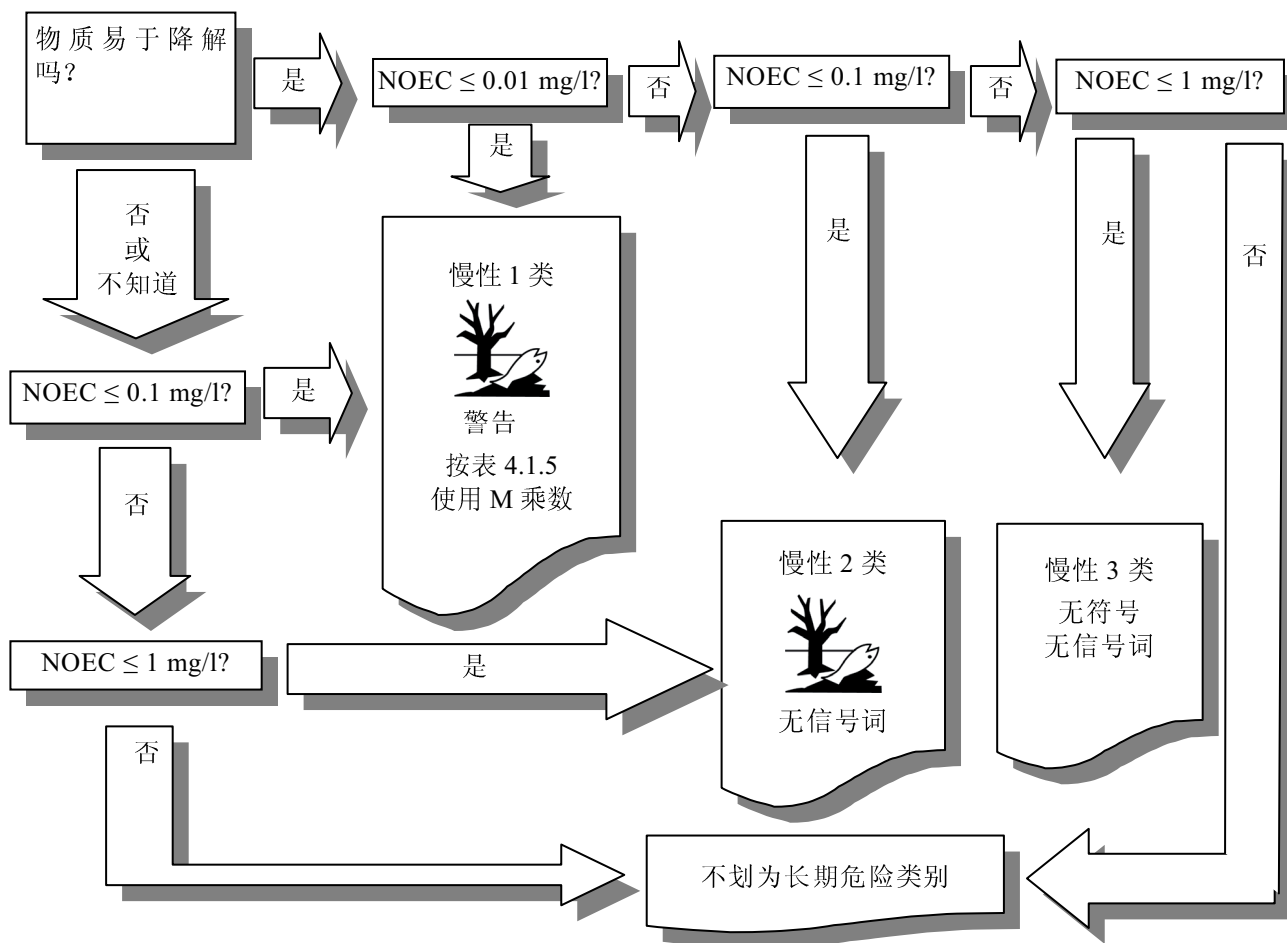 物质易于降解
吗？
是
NOEC ≤ 0.01 mg/l?
否
NOEC ≤ 0.1 mg/l?
否
NOEC ≤ 1 mg/l?
是
否
或
不知道
是
是
否
慢性 1 类
警告
按表 4.1.5
使用 M 乘数
NOEC ≤ 0.1 mg/l?
是
否
慢性 2 类
无信号词
慢性 3 类
无符号
无信号词
NOEC ≤ 1 mg/l?
是
否
不划为长期危险类别